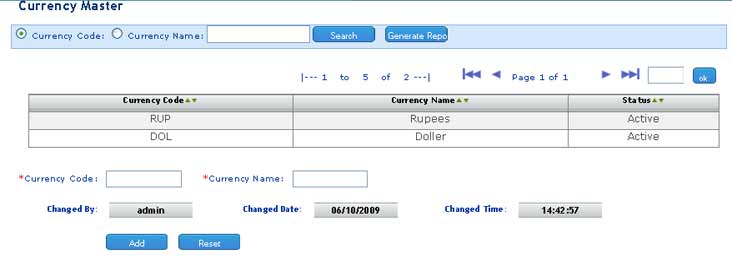 Currency Master
Currency Code: Currency Name: Search Generate Repo
|--- 1 to 5 of 2 ---| Page 1 of 1 ok
Currency Code Currency Name Status
RUP Rupees Active
DOL Doller Active
*Currency Code: *Currency Name:
Changed By: admin Changed Date: 06/10/2009 Changed Time: 14:42:57
Add Reset